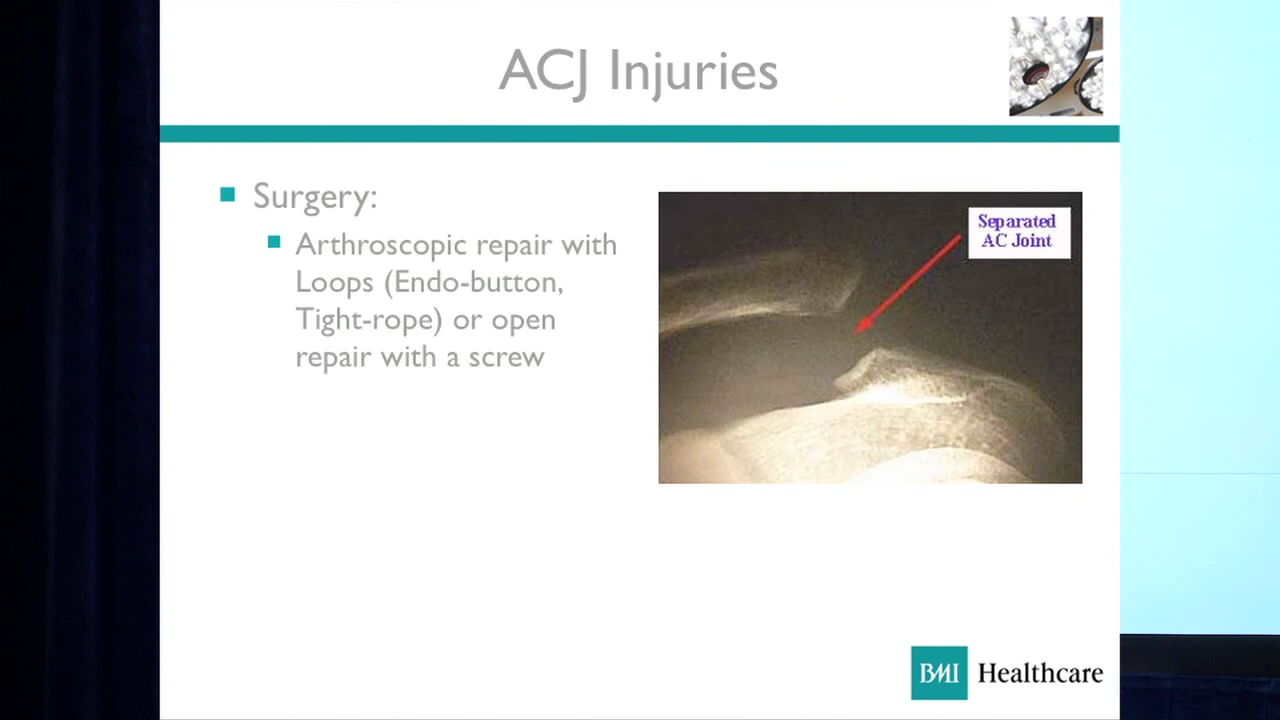 ACJ Injuries
Surgery:
Arthroscopic repair with
Loops (Endo-button,
Tight-rope) or open
repair with a screw
Separated
AC Joint
BMI Healthcare